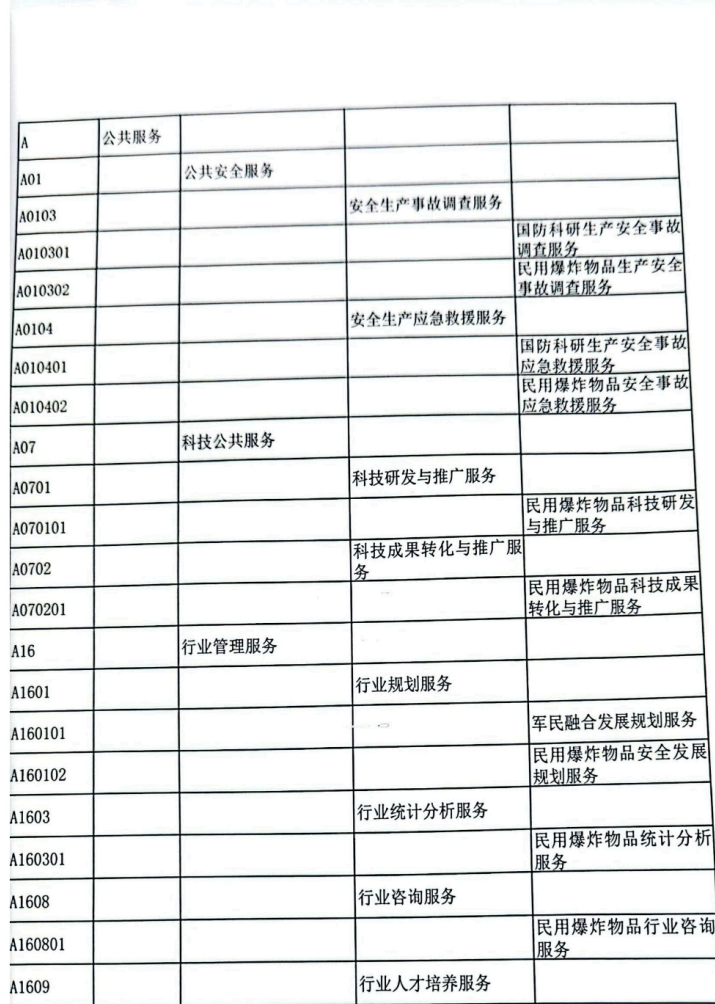 A 公共服务
A01 公共安全服务
A0103 安全生产事故调查服务
A010301 国防科研生产安全事故
调查服务
A010302 民用爆炸物品生产安全
事故调查服务
A0104 安全生产应急救援服务
A010401 国防科研生产安全事故
应急救援服务
A010402 民用爆炸物品安全事故
应急救援服务
A07 科技公共服务
A0701 科技研发与推广服务
A070101 民用爆炸物品科技研发
与推广服务
A0702 科技成果转化与推广服
务
A070201 民用爆炸物品科技成果
转化与推广服务
A16 行业管理服务
A1601 行业规划服务
A160101 军民融合发展规划服务
A160102 民用爆炸物品安全发展
规划服务
A1603 行业统计分析服务
A160301 民用爆炸物品统计分析
服务
A1608 行业咨询服务
A160801 民用爆炸物品行业咨询
服务
A1609 行业人才培养服务